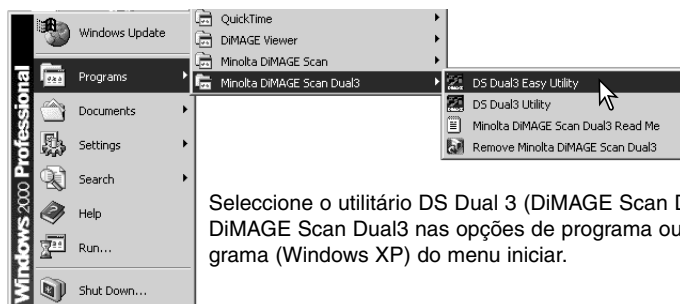 Windows 2000 Professional
Windows Update
Programs
Documents
Settings
Search
Help
Run...
Shut Down...
QuickTime
DiMAGE Viewer
Minolta DiMAGE Scan
Minolta DiMAGE Scan Dual3
DS Dual3 Easy Utility
DS Dual3 Utility
Minolta DiMAGE Scan Dual3 Read Me
Remove Minolta DiMAGE Scan Dual3
Seleccione o utilitário DS Dual 3 (DiMAGE Scan
DiMAGE Scan Dual3 nas opções de programa ou
grama (Windows XP) do menu iniciar.